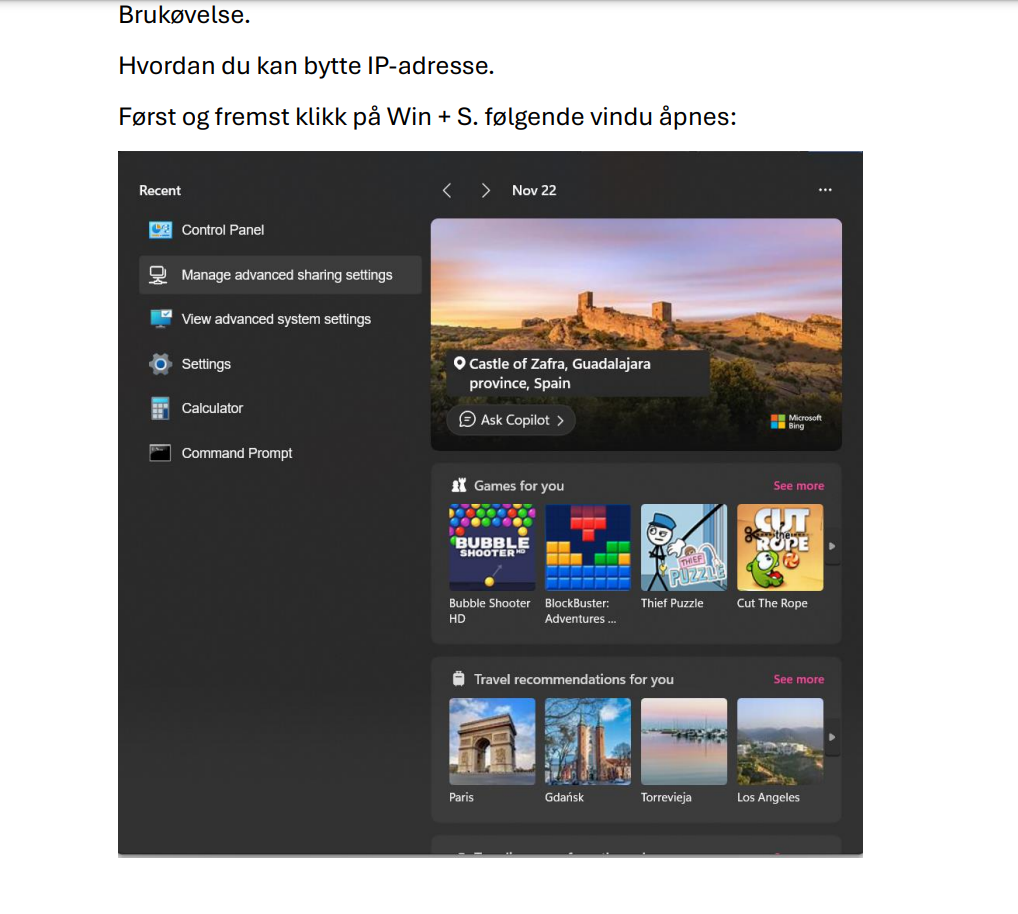 Brukøvelse.
Hvordan du kan bytte IP-adresse.
Først og fremst klikk på Win + S. følgende vindu åpnes:
Recent
Control Panel
Manage advanced sharing settings
View advanced system settings
Settings
Calculator
Command Prompt
Nov 22
Castle of Zafra, Guadalajara
province, Spain
Ask Copilot
Microsoft
Bing
Games for you
See more
BUBBLE
SHOOTER HD
THIEF
PUZZLE
CUT
the
ROPE
Bubble Shooter
HD
BlockBuster:
Adventures ...
Thief Puzzle
Cut The Rope
Travel recommendations for you
See more
Paris
Gdańsk
Torrevieja
Los Angeles